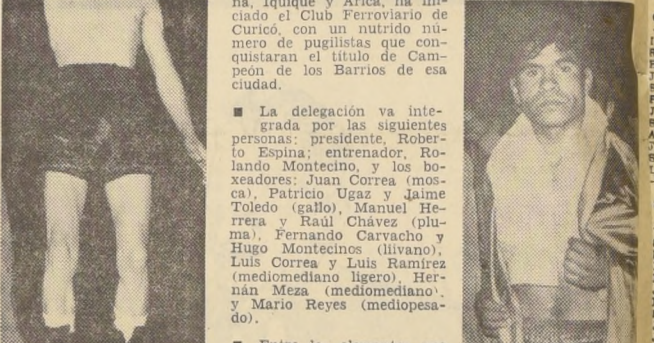 na, Iquique y Arica, ha ini-
ciado el Club Ferroviario de
Curicó, con un nutrido nú-
mero de pugilistas que con-
quistaran el título de Cam-
peón de los Barrios de esa
ciudad.
■ La delegación va inte-
grada por las siguientes
personas: presidente, Rober-
to Espina; entrenador, Ro-
lando Montecino, y los bo-
xeadores: Juan Correa (mos-
ca), Patricio Ugaz y Jaime
Toledo (gallo), Manuel He-
rrera y Raúl Chávez (plu-
ma), Fernando Carvacho y
Hugo Montecinos (liivano),
Luis Correa y Luis Ramírez
(mediomediano ligero), Her-
nán Meza (mediomediano),
y Mario Reyes (mediopesa-
do).